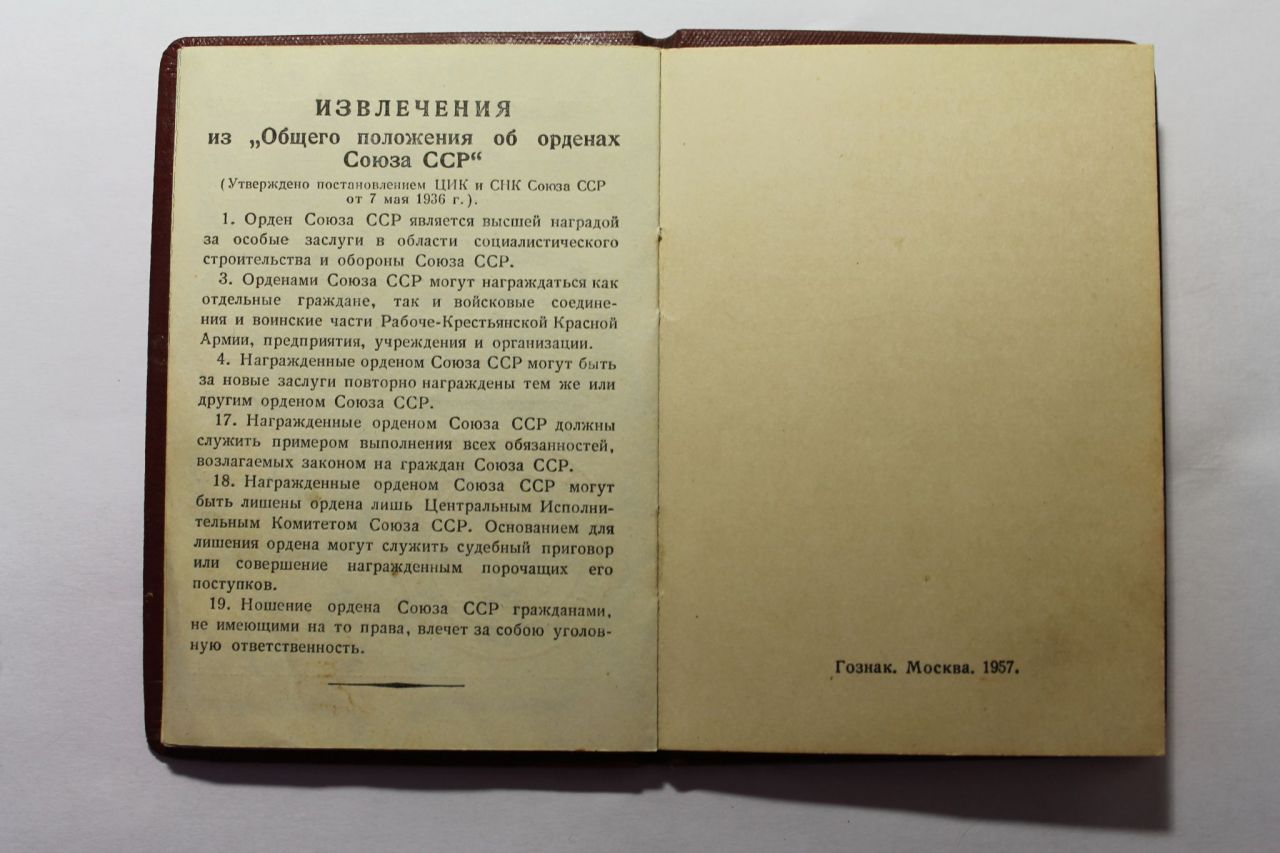 ИЗВЛЕЧЕНИЯ
из „Общего положения об орденах
Союза ССР“
(Утверждено постановлением ЦИК и СНК Союза ССР
от 7 мая 1936 г.).
1. Орден Союза ССР является высшей наградой
за особые заслуги в области социалистического
строительства и обороны Союза ССР.
3. Орденами Союза ССР могут награждаться как
отдельные граждане, так и войсковые соедине-
ния и воинские части Рабоче-Крестьянской Красной
Армии, предприятия, учреждения и организации.
4. Награжденные орденом Союза ССР могут быть
за новые заслуги повторно награждены тем же или
другим орденом Союза ССР.
17. Награжденные орденом Союза ССР должны
служить примером выполнения всех обязанностей,
возлагаемых законом на граждан Союза ССР.
18. Награжденные орденом Союза ССР могут
быть лишены ордена лишь Центральным Исполни-
тельным Комитетом Союза ССР. Основанием для
лишения ордена могут служить судебный приговор
или совершение награжденным порочащих его
поступков.
19. Ношение ордена Союза ССР гражданами,
не имеющими на то права, влечет за собою уголов-
ную ответственность.
Гознак. Москва. 1957.